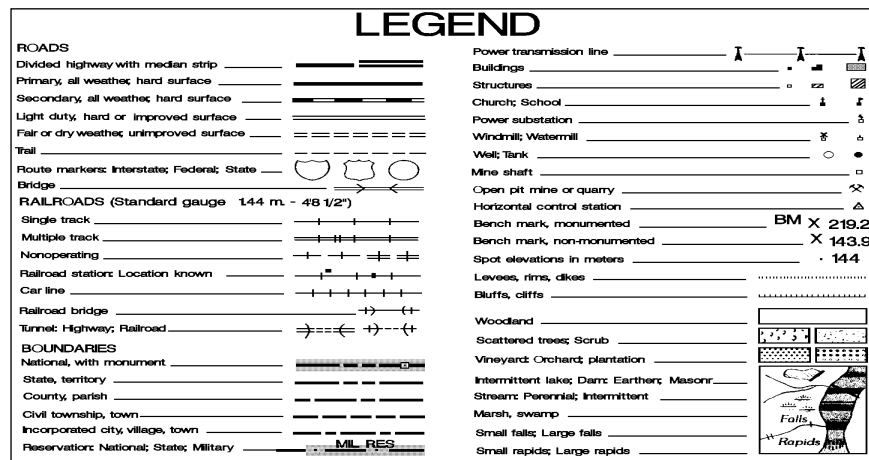 LEGEND
ROADS
Divided highway with median strip
Primary, all weather, hard surface
Secondary, all weather, hard surface
Light duty, hard or improved surface
Fair or dry weather, unimproved surface
Trail
Route markers: Interstate; Federal; State
Bridge
RAILROADS (Standard gauge 1.44 m. - 4'8 1/2")
Single track
Multiple track
Nonoperating
Railroad station: Location known
Car line
Railroad bridge
Tunnel: Highway; Railroad
BOUNDARIES
National, with monument
State, territory
County, parish
Civil township, town
Incorporated city, village, town
Reservation: National; State; Military MIL RES
Power transmission line
Buildings
Structures
Church; School
Power substation
Windmill; Watermill
Well; Tank
Mine shaft
Open pit mine or quarry
Horizontal control station
Bench mark, monumented BM X 219.2
Bench mark, non-monumented X 143.9
Spot elevations in meters · 144
Levees, rims, dikes
Bluffs, cliffs
Woodland
Scattered trees; Scrub
Vineyard: Orchard; plantation
Intermittent lake; Dam: Earthen; Masonr
Stream: Perennial; Intermittent
Marsh, swamp
Small falls; Large falls
Small rapids; Large rapids
Falls
Rapids